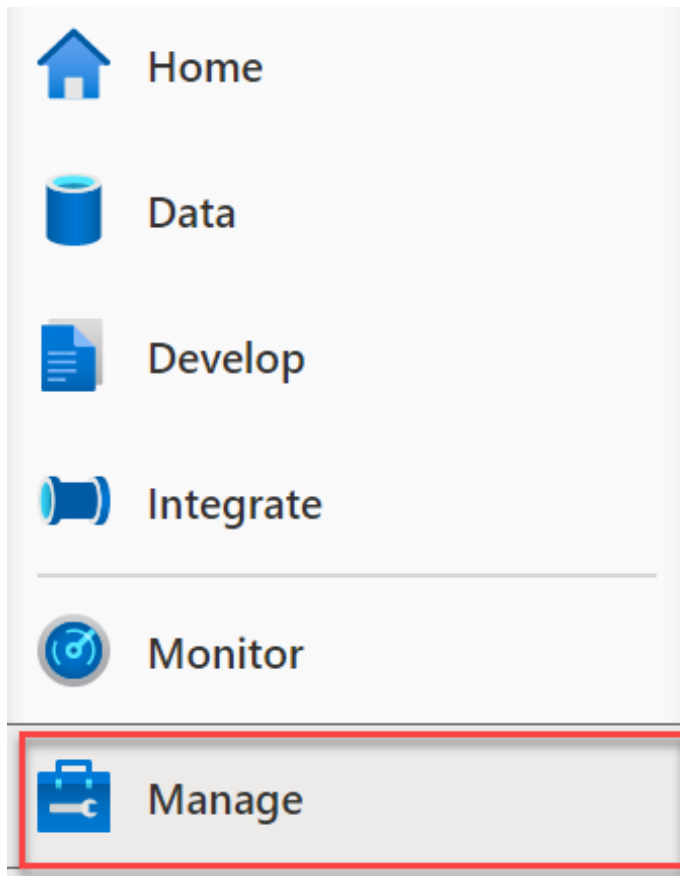 Home
Data
Develop
Integrate
Monitor
Manage